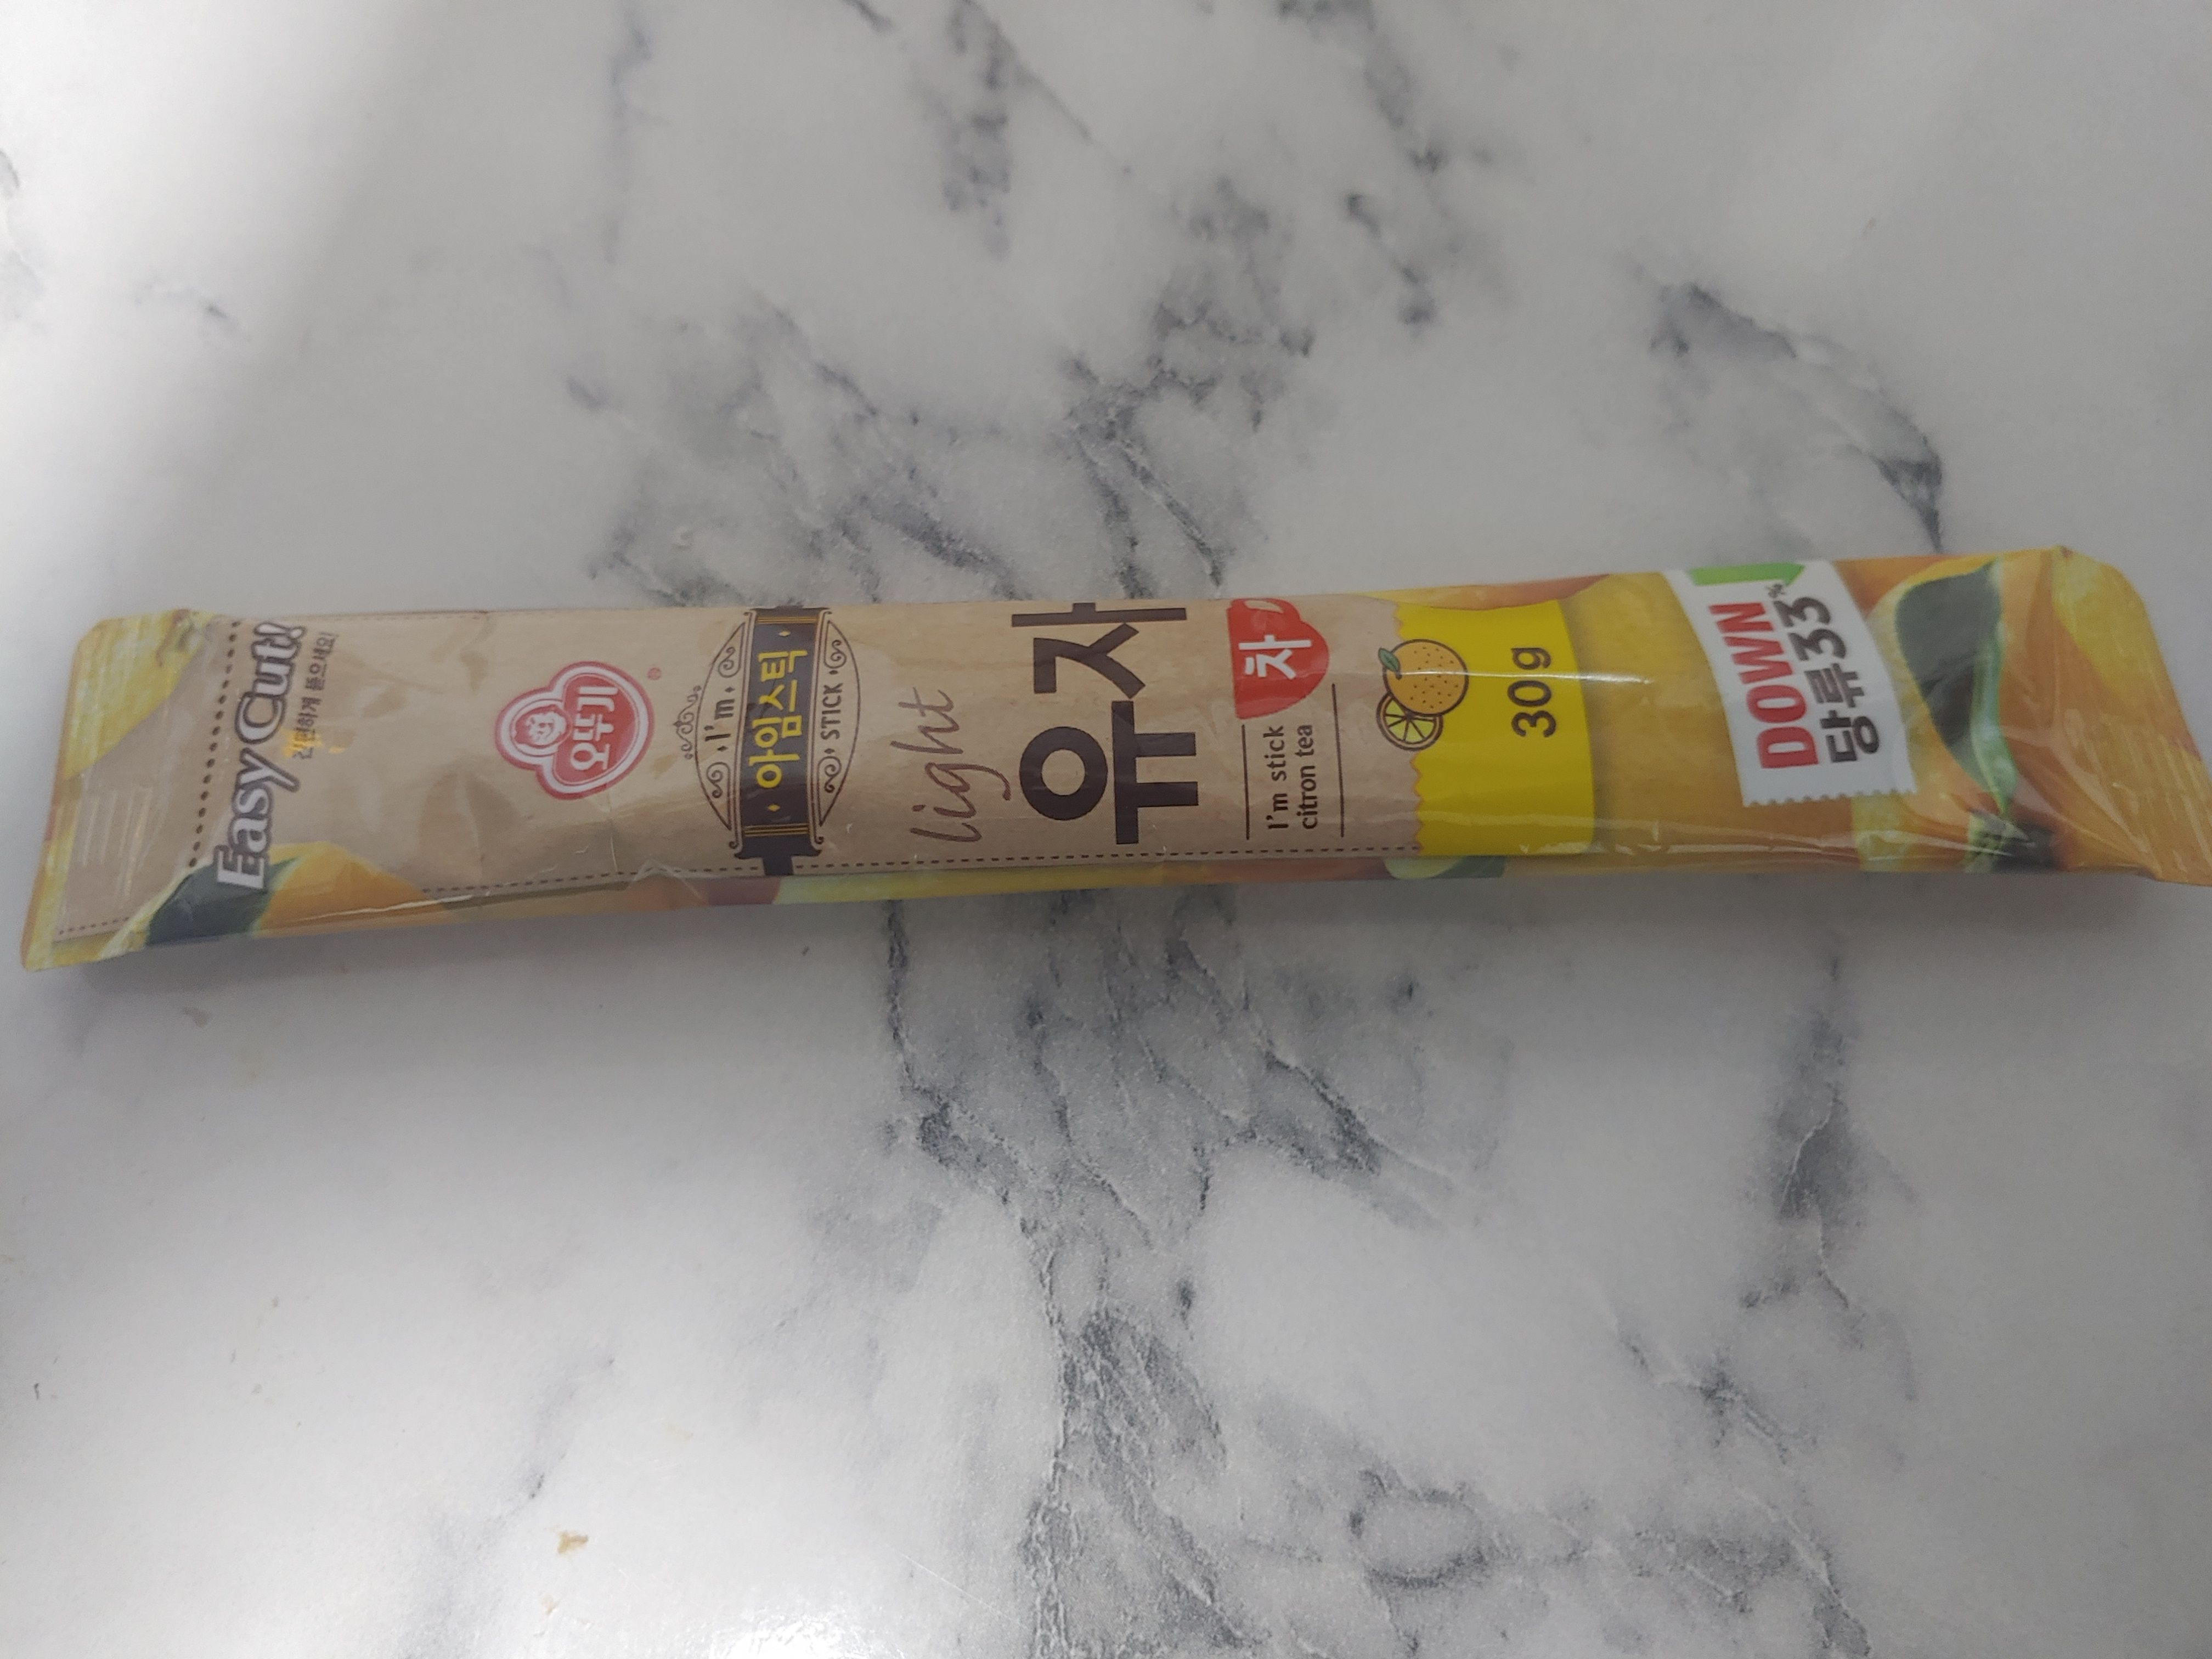 Easy Cut!
간편하게 뜯으세요!
오뚜기
®
I'm
아임스틱
STICK
light
유자
차
I'm stick
citron tea
30g
DOWN
당류33%